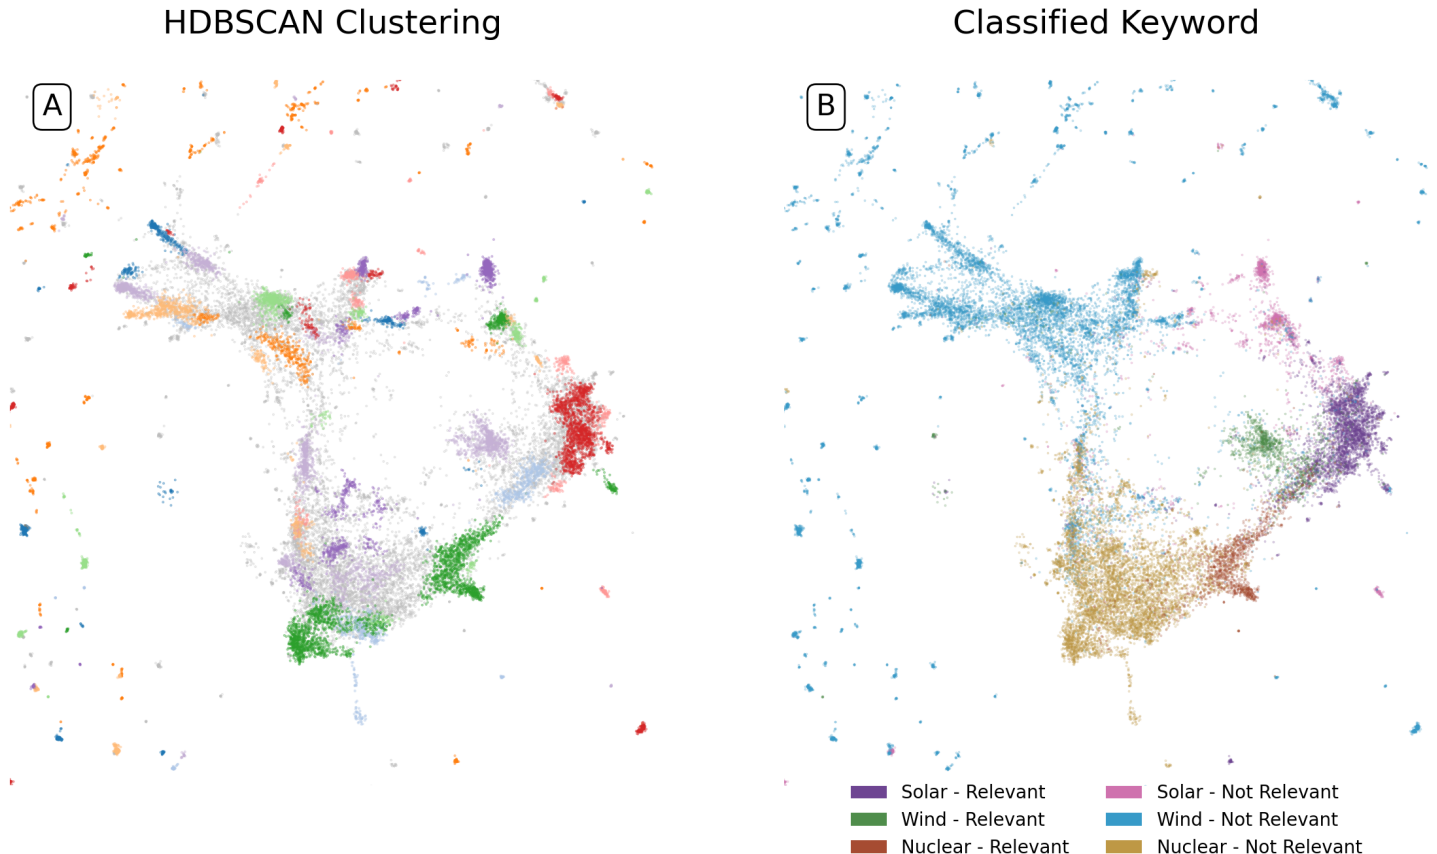 HDBSCAN Clustering
Classified Keyword
A
B
Solar - Relevant
Solar - Not Relevant
Wind - Relevant
Wind - Not Relevant
Nuclear - Relevant
Nuclear - Not Relevant